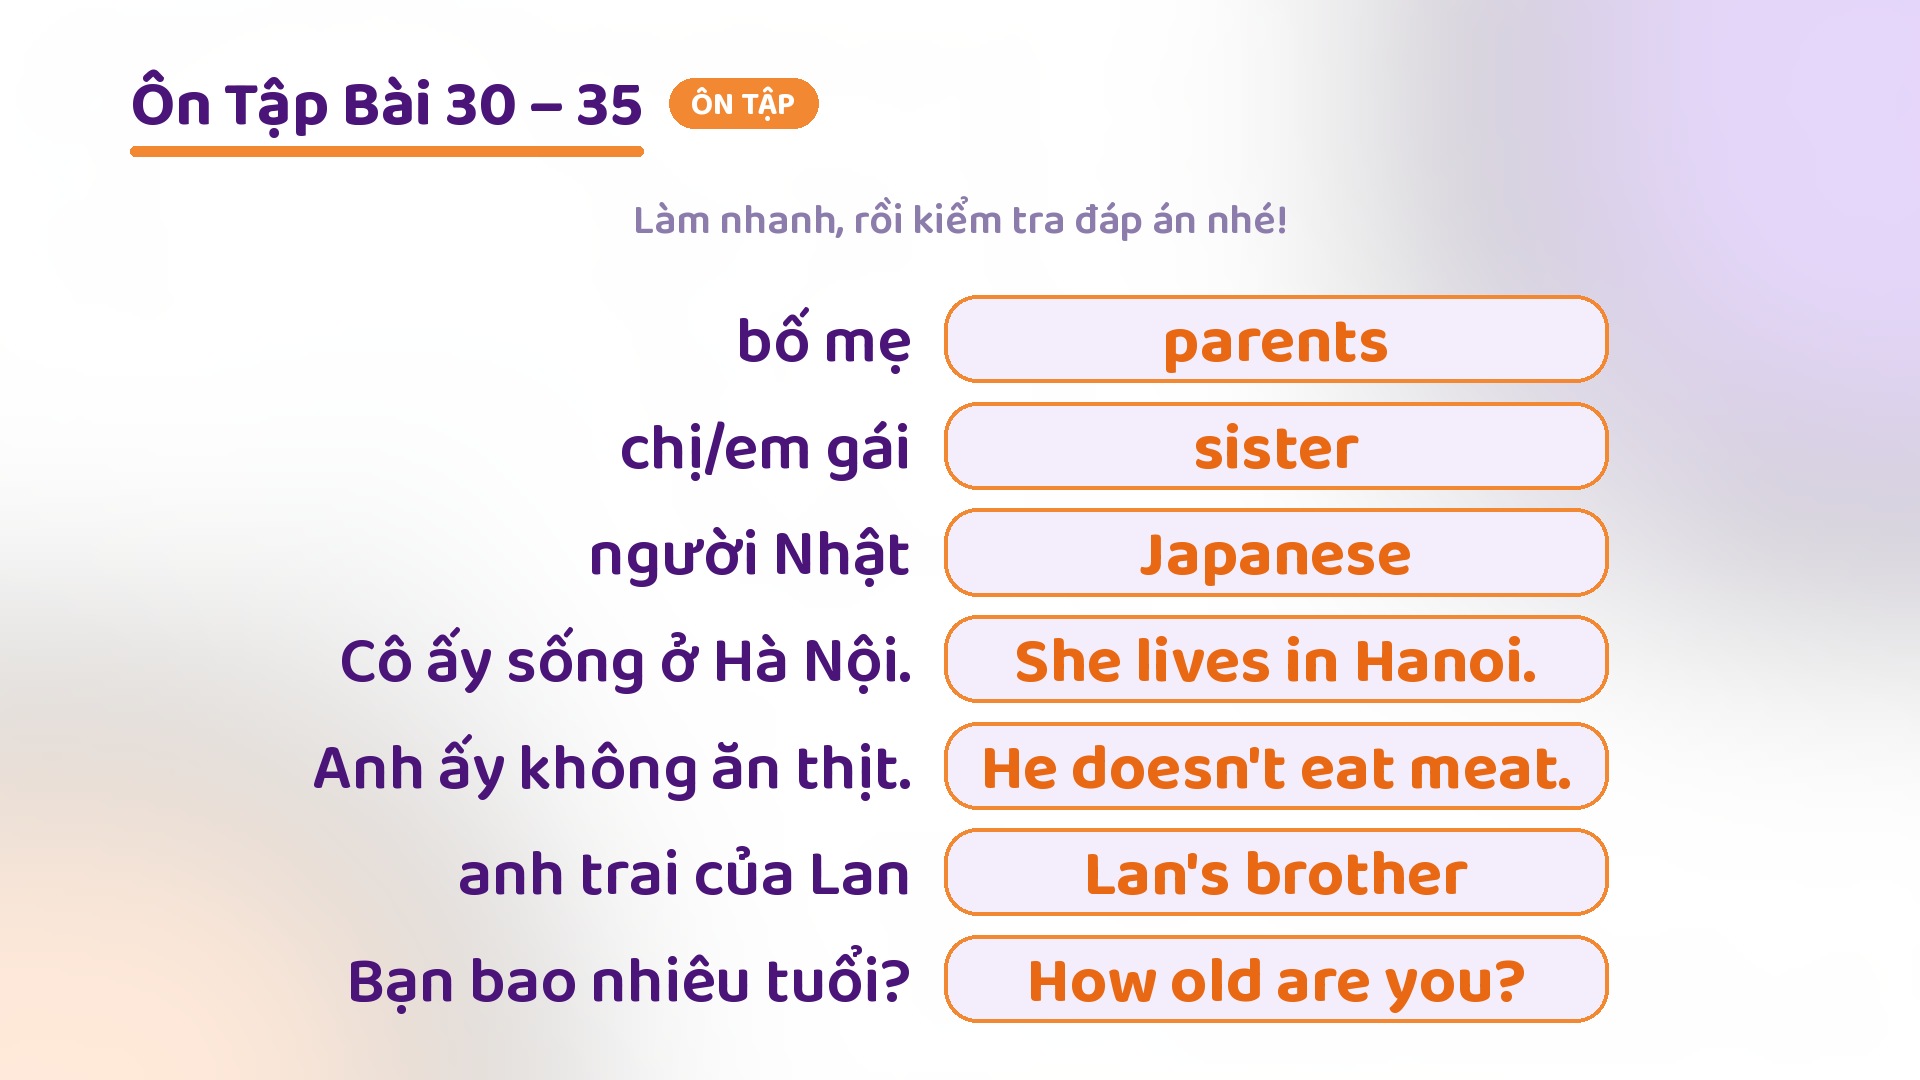 Ôn Tập Bài 30 – 35 ÔN TẬP
Làm nhanh, rồi kiểm tra đáp án nhé!
bố mẹ parents
chị/em gái sister
người Nhật Japanese
Cô ấy sống ở Hà Nội. She lives in Hanoi.
Anh ấy không ăn thịt. He doesn't eat meat.
anh trai của Lan Lan's brother
Bạn bao nhiêu tuổi? How old are you?